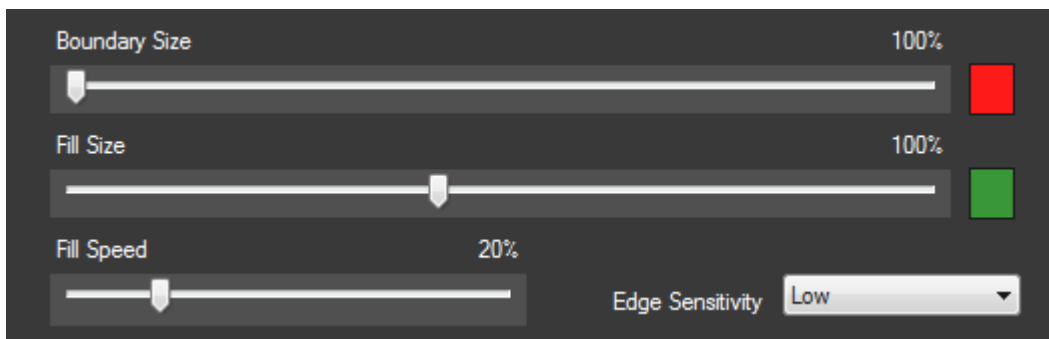 Boundary Size 100%
Fill Size 100%
Fill Speed 20%
Edge Sensitivity Low